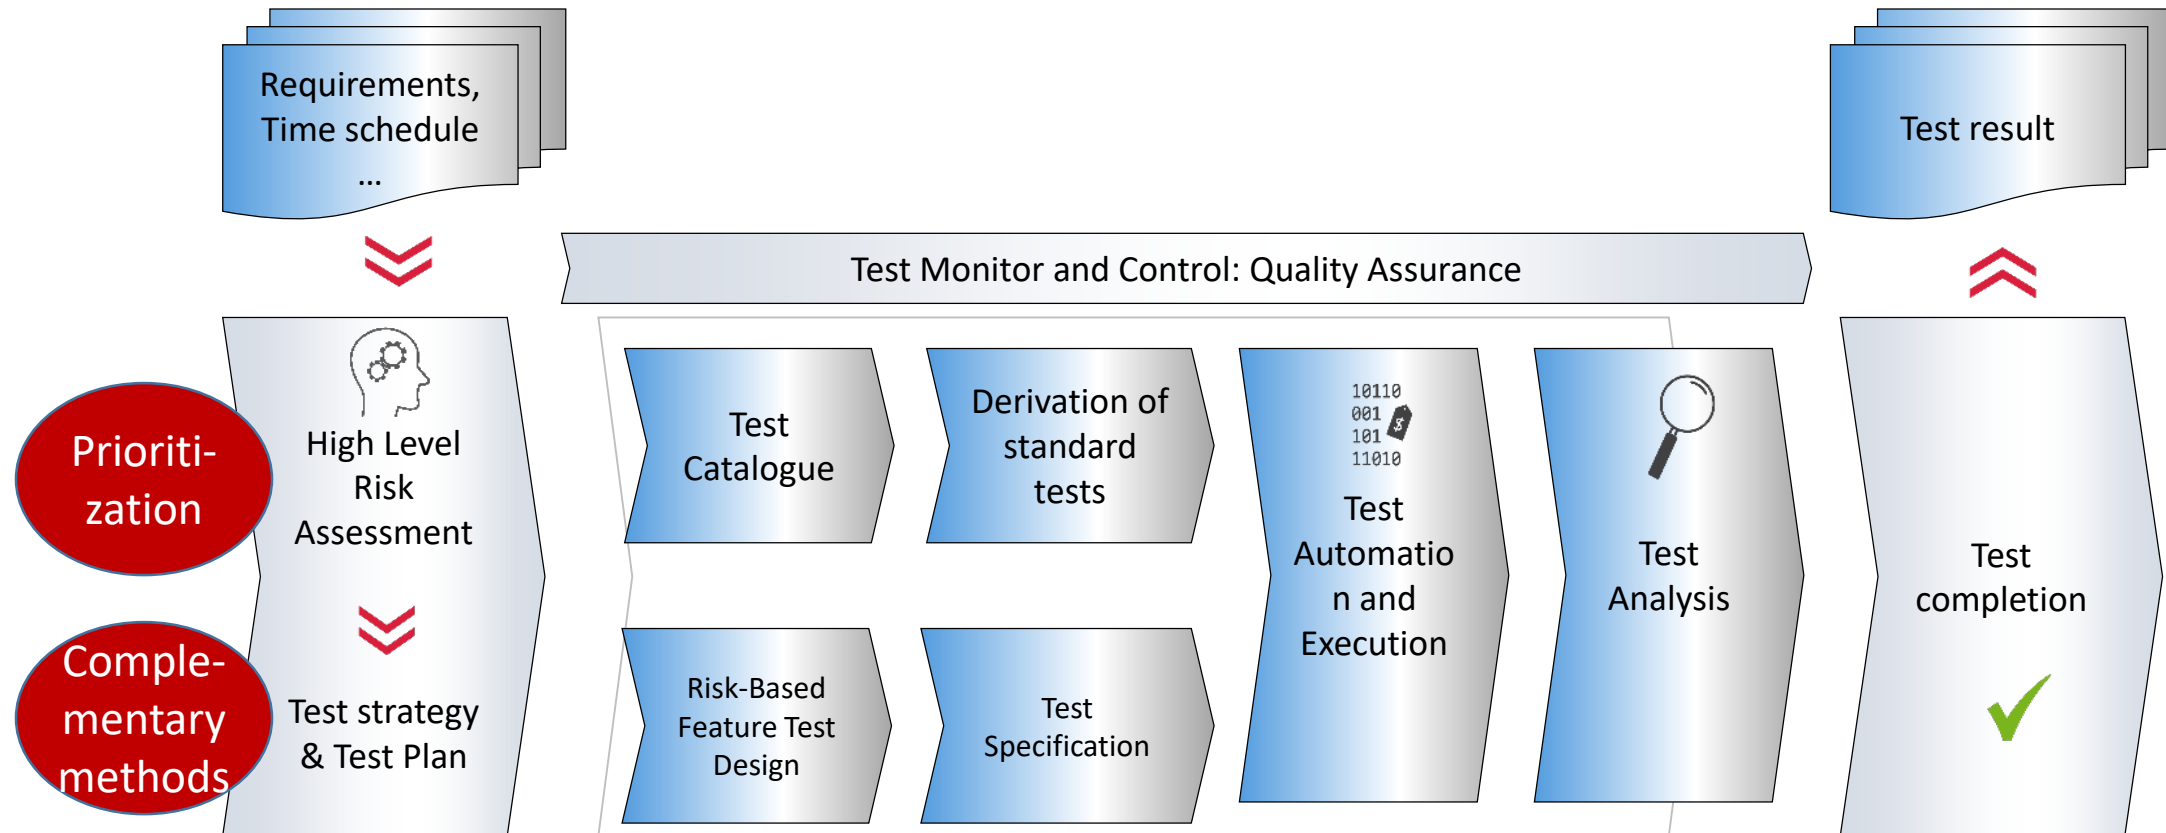 Requirements,
Time schedule
...
Test result
Test Monitor and Control: Quality Assurance
Prioriti-
zation
High Level
Risk
Assessment
Test
Catalogue
Derivation of
standard
tests
10110
001
101
11010
$
Test
Automatio
n and
Execution
Test
Analysis
Test
completion
Comple-
mentary
methods
Test strategy
& Test Plan
Risk-Based
Feature Test
Design
Test
Specification